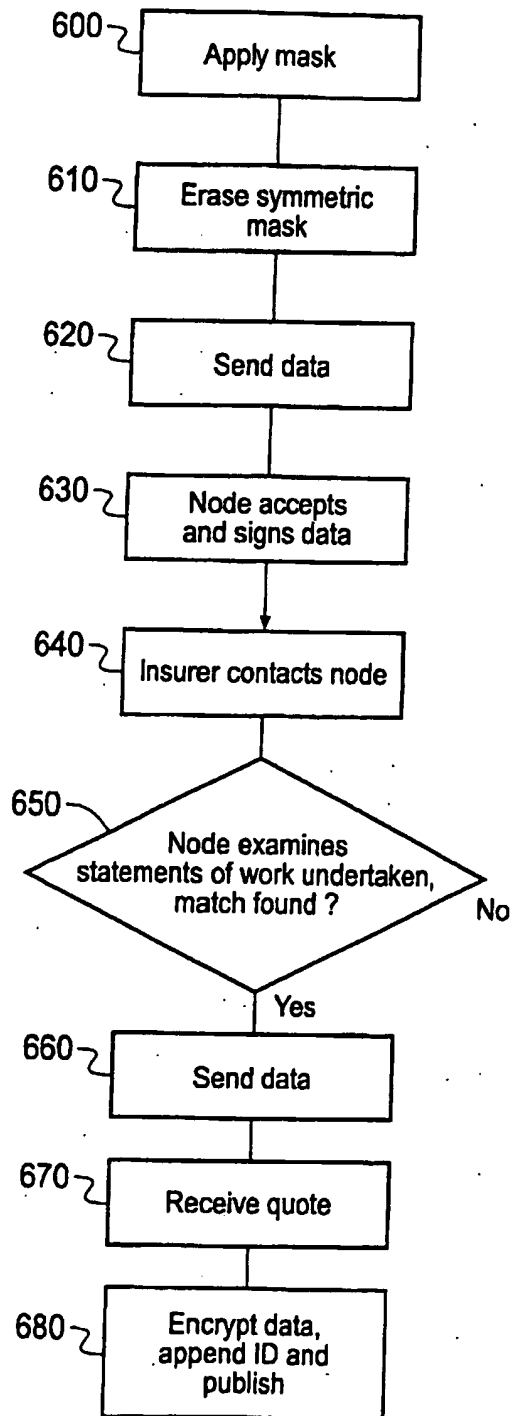 600
Apply mask
610
Erase symmetric
mask
620
Send data
630
Node accepts
and signs data
640
Insurer contacts node
650
Node examines
statements of work undertaken,
match found ?
No
Yes
660
Send data
670
Receive quote
680
Encrypt data,
append ID and
publish